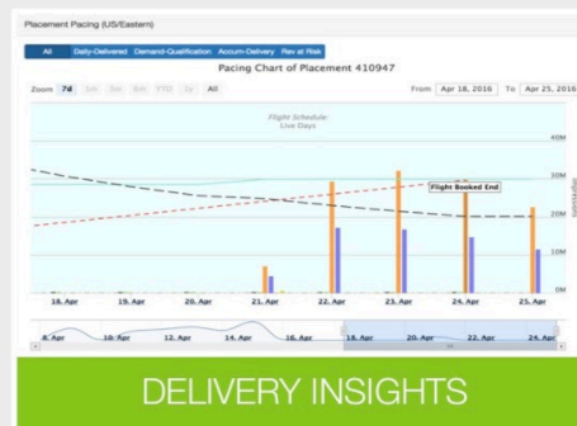 Placement Pacing (US/Eastern)
All Daily-Delivered Demand-Qualification Accum-Delivery Rev at Risk
Pacing Chart of Placement 410947
Zoom 7d 1m 3m 6m YTD 1y All From Apr 18, 2016 To Apr 25, 2016
Flight Schedule:
Live Days
40M
30M
Flight Booked End
Impressions
20M
10M
0M
18. Apr 19. Apr 20. Apr 21. Apr 22. Apr 23. Apr 24. Apr 25. Apr
8. Apr 10. Apr 12. Apr 14. Apr 16. Apr 18. Apr 20. Apr 22. Apr 24. Apr
DELIVERY INSIGHTS